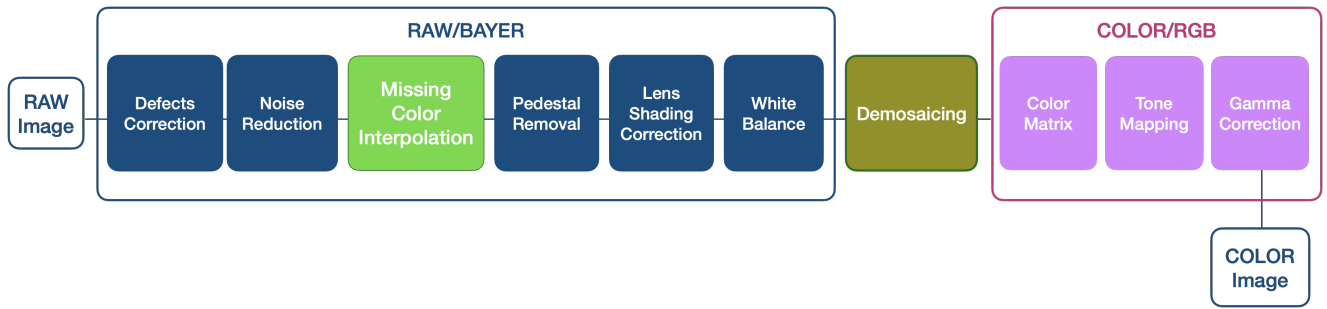 RAW/BAYER
COLOR/RGB
RAW
Image
Defects
Correction
Noise
Reduction
Missing
Color
Interpolation
Pedestal
Removal
Lens
Shading
Correction
White
Balance
Demosaicing
Color
Matrix
Tone
Mapping
Gamma
Correction
COLOR
Image